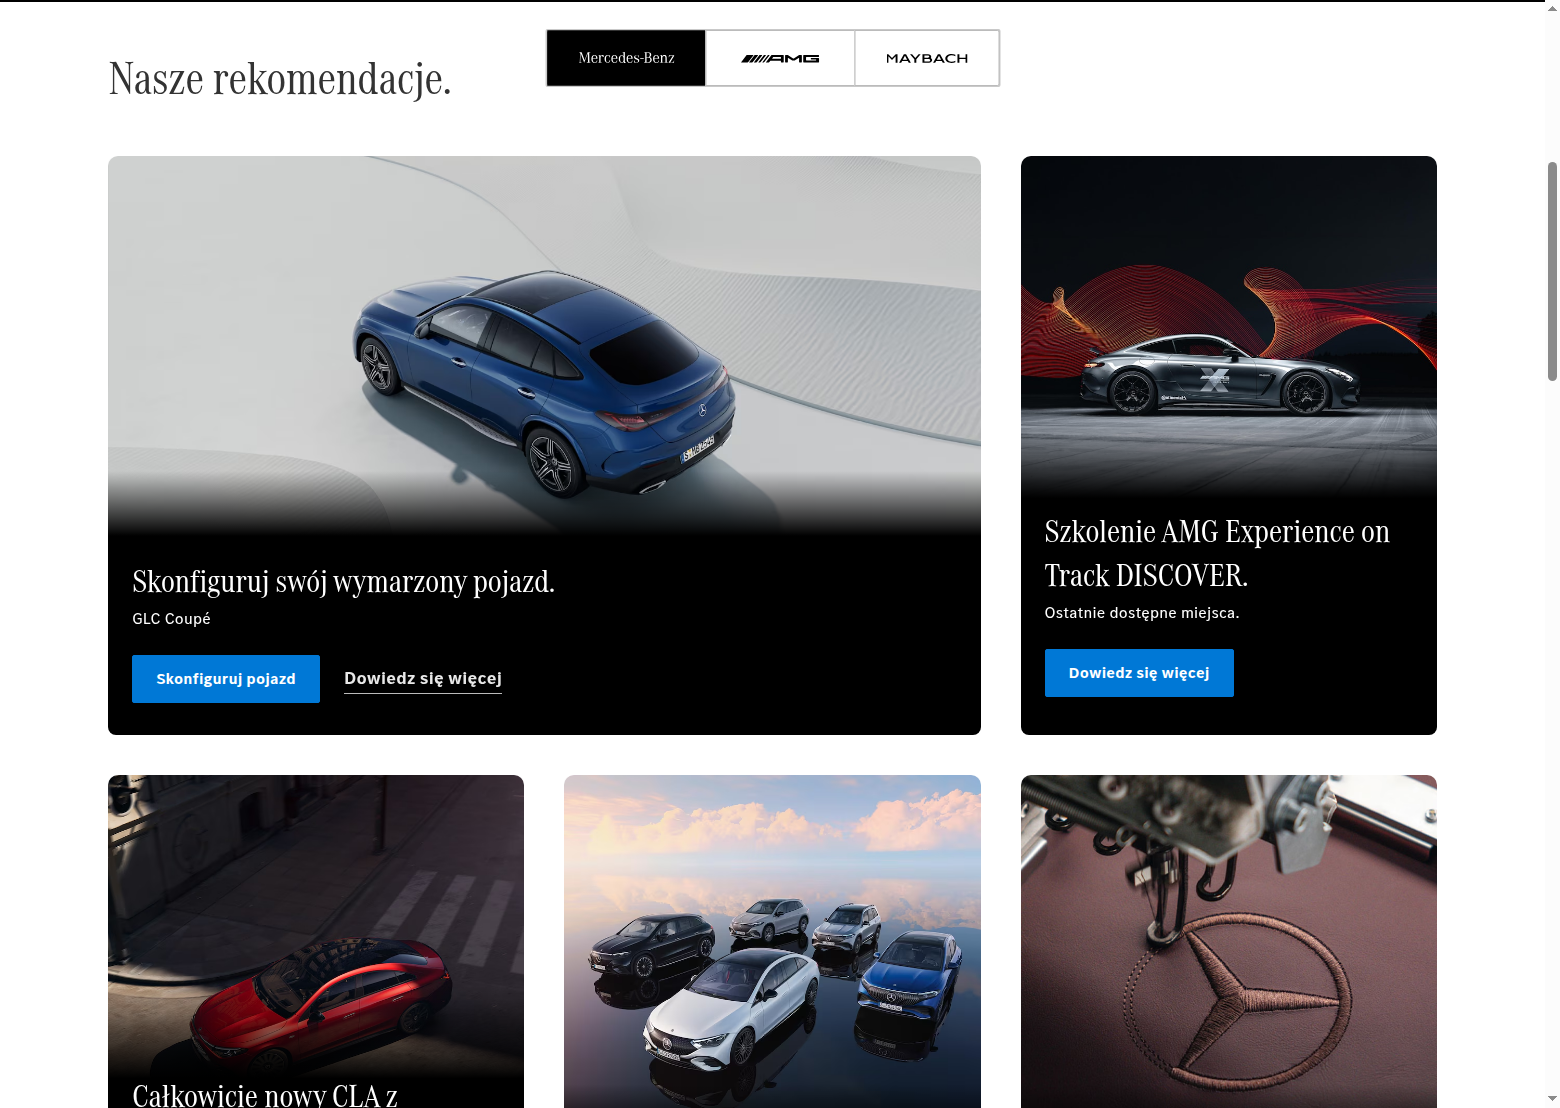 Nasze rekomendacje.
Mercedes-Benz
AMG
MAYBACH
Skonfiguruj swój wymarzony pojazd.
GLC Coupé
Skonfiguruj pojazd
Dowiedz się więcej
Szkolenie AMG Experience on
Track DISCOVER.
Ostatnie dostępne miejsca.
Dowiedz się więcej
Całkowicie nowy CLA z